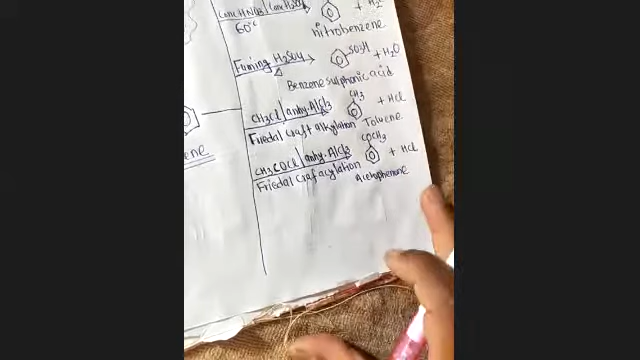 Conc HNO3 | Conc H2SO4
60°C
+ H2
nitrobenzene
Fuming H2SO4
Δ
SO3H
+ H2O
Benzene sulphonic acid
CH3
CH3Cl | anhy. AlCl3
+ HCl
Friedal Craft alkylation
Toluene
COCH3
ene
CH3COCl | anhy. AlCl3
+ HCl
Friedal Craft acylation
Acetophenone